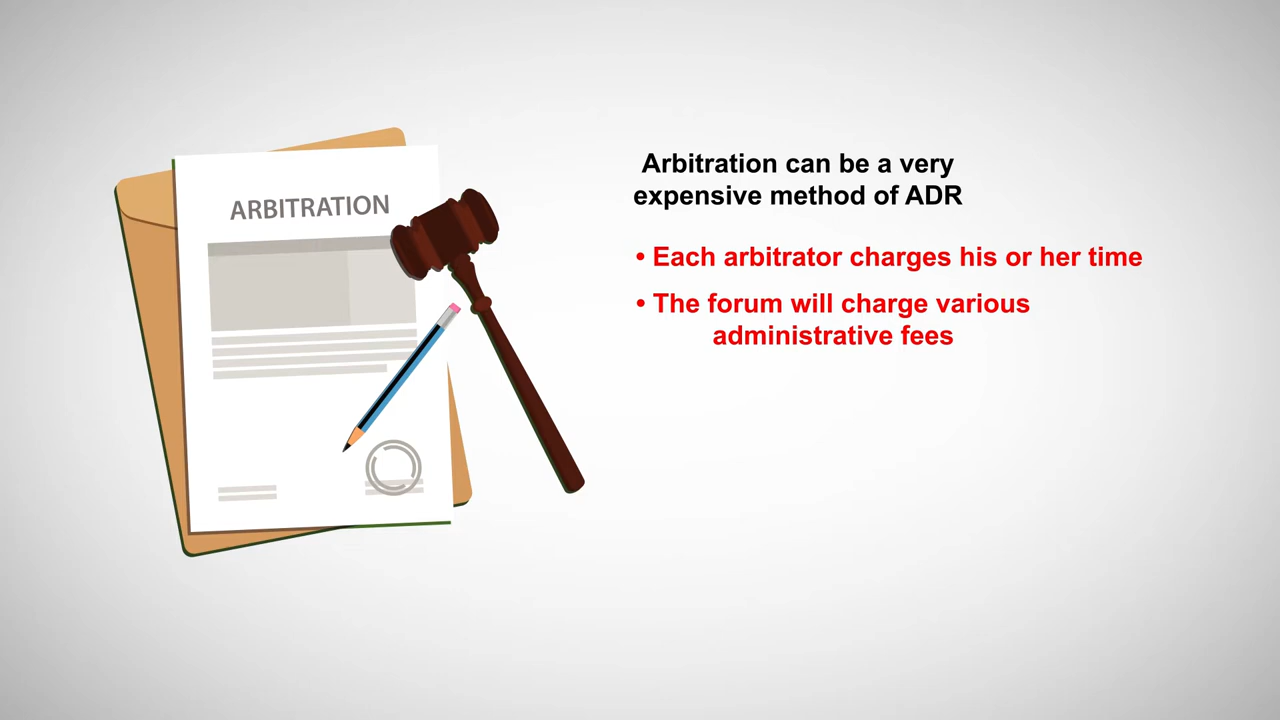 ARBITRATION
Arbitration can be a very
expensive method of ADR
• Each arbitrator charges his or her time
• The forum will charge various
administrative fees